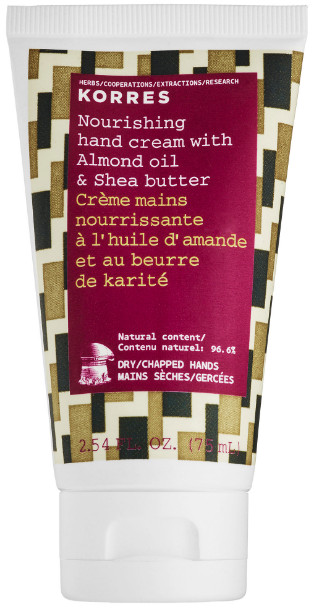 HERBS/COOPERATIONS/EXTRACTIONS/RESEARCH
KORRES
Nourishing
hand cream with
Almond oil
& Shea butter
Crème mains
nourrissante
à l'huile d'amande
et au beurre
de karité
Natural content/
Contenu naturel: 96.6%
DRY/CHAPPED HANDS
MAINS SÈCHES/GERCÉES
2.54 FL. OZ. (75 mL)